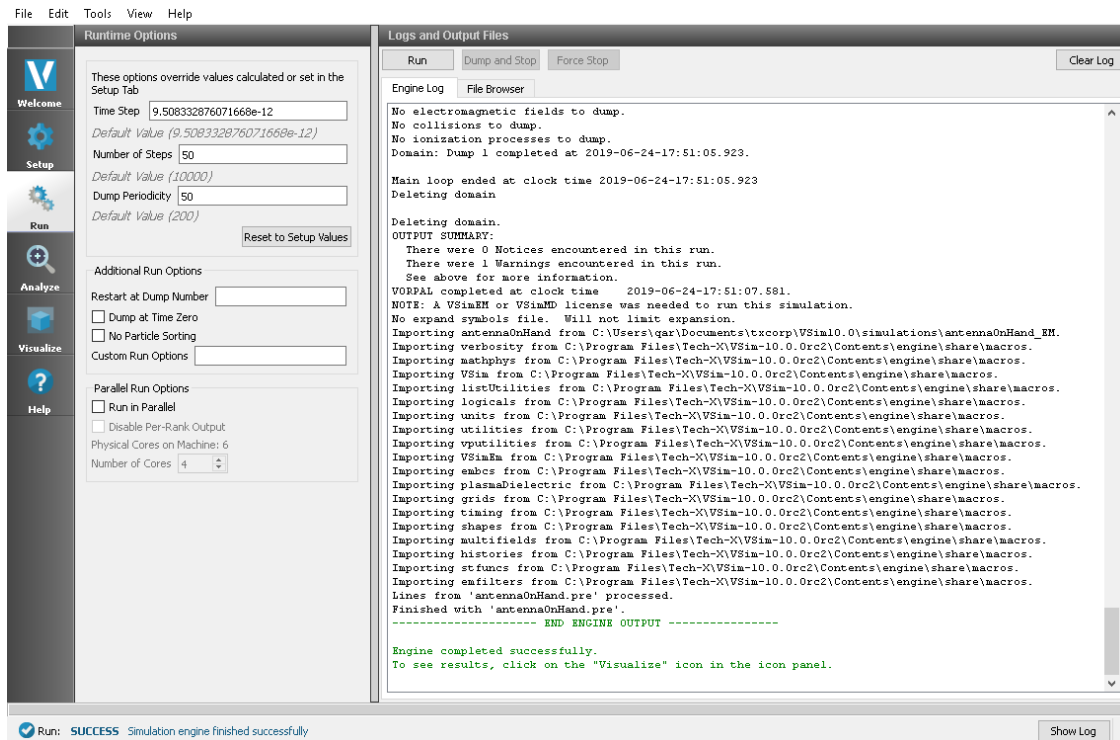 File Edit Tools View Help
Runtime Options
These options override values calculated or set in the
Setup Tab
Time Step 9.508332876071668e-12
Default Value (9.508332876071668e-12)
Number of Steps 50
Default Value (10000)
Dump Periodicity 50
Default Value (200)
Reset to Setup Values
Additional Run Options
Restart at Dump Number
Dump at Time Zero
No Particle Sorting
Custom Run Options
Parallel Run Options
Run in Parallel
Disable Per-Rank Output
Physical Cores on Machine: 6
Number of Cores 4
Welcome
Setup
Run
Analyze
Visualize
Help
Logs and Output Files
Run Dump and Stop Force Stop Clear Log
Engine Log File Browser
No electromagnetic fields to dump.
No collisions to dump.
No ionization processes to dump.
Domain: Dump 1 completed at 2019-06-24-17:51:05.923.
Main loop ended at clock time 2019-06-24-17:51:05.923
Deleting domain
Deleting domain.
OUTPUT SUMMARY:
There were 0 Notices encountered in this run.
There were 1 Warnings encountered in this run.
See above for more information.
VORPAL completed at clock time 2019-06-24-17:51:07.581.
NOTE: A VSimEM or VSimMD license was needed to run this simulation.
No expand symbols file. Will not limit expansion.
Importing antennaOnHand from C:\Users\qar\Documents\txcorp\VSim10.0\simulations\antennaOnHand_EM.
Importing verbosity from C:\Program Files\Tech-X\VSim-10.0.0rc2\Contents\engine\share\macros.
Importing mathphys from C:\Program Files\Tech-X\VSim-10.0.0rc2\Contents\engine\share\macros.
Importing VSim from C:\Program Files\Tech-X\VSim-10.0.0rc2\Contents\engine\share\macros.
Importing listUtilities from C:\Program Files\Tech-X\VSim-10.0.0rc2\Contents\engine\share\macros.
Importing logicals from C:\Program Files\Tech-X\VSim-10.0.0rc2\Contents\engine\share\macros.
Importing units from C:\Program Files\Tech-X\VSim-10.0.0rc2\Contents\engine\share\macros.
Importing utilities from C:\Program Files\Tech-X\VSim-10.0.0rc2\Contents\engine\share\macros.
Importing vputilities from C:\Program Files\Tech-X\VSim-10.0.0rc2\Contents\engine\share\macros.
Importing VSimEm from C:\Program Files\Tech-X\VSim-10.0.0rc2\Contents\engine\share\macros.
Importing embcs from C:\Program Files\Tech-X\VSim-10.0.0rc2\Contents\engine\share\macros.
Importing plasmaDielectric from C:\Program Files\Tech-X\VSim-10.0.0rc2\Contents\engine\share\macros.
Importing grids from C:\Program Files\Tech-X\VSim-10.0.0rc2\Contents\engine\share\macros.
Importing timing from C:\Program Files\Tech-X\VSim-10.0.0rc2\Contents\engine\share\macros.
Importing shapes from C:\Program Files\Tech-X\VSim-10.0.0rc2\Contents\engine\share\macros.
Importing multifields from C:\Program Files\Tech-X\VSim-10.0.0rc2\Contents\engine\share\macros.
Importing histories from C:\Program Files\Tech-X\VSim-10.0.0rc2\Contents\engine\share\macros.
Importing stfuncs from C:\Program Files\Tech-X\VSim-10.0.0rc2\Contents\engine\share\macros.
Importing emfilters from C:\Program Files\Tech-X\VSim-10.0.0rc2\Contents\engine\share\macros.
Lines from 'antennaOnHand.pre' processed.
Finished with 'antennaOnHand.pre'.
--------------------- END ENGINE OUTPUT ----------------
Engine completed successfully.
To see results, click on the "Visualize" icon in the icon panel.
Run: SUCCESS Simulation engine finished successfully
Show Log